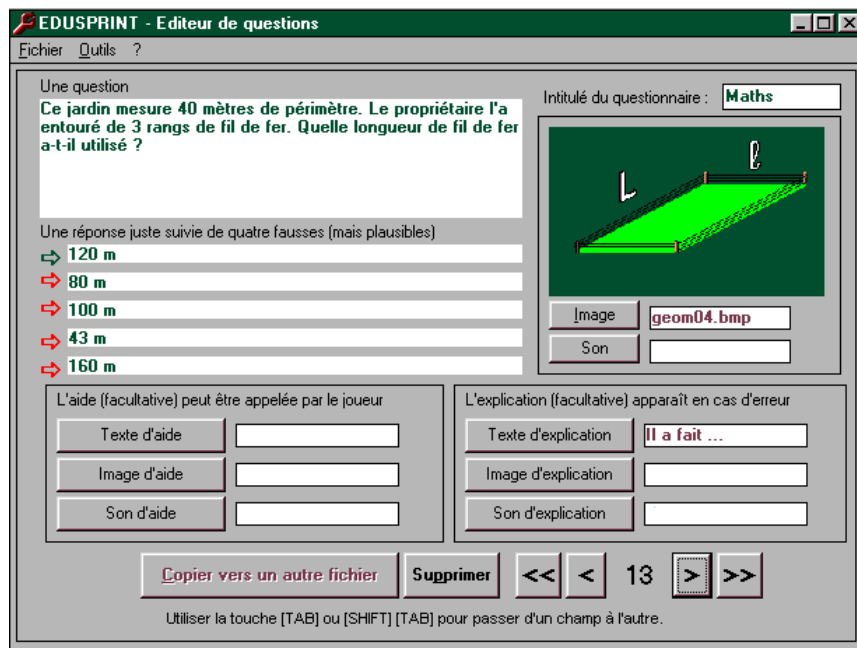 EDUSPRINT - Editeur de questions
Fichier Outils ?
Une question
Ce jardin mesure 40 mètres de périmètre. Le propriétaire l'a
entouré de 3 rangs de fil de fer. Quelle longueur de fil de fer
a-t-il utilisé ?
Intitulé du questionnaire : Maths
L ℓ
Une réponse juste suivie de quatre fausses (mais plausibles)
120 m
80 m
100 m
43 m
160 m
Image geom04.bmp
Son
L'aide (facultative) peut être appelée par le joueur
Texte d'aide
Image d'aide
Son d'aide
L'explication (facultative) apparaît en cas d'erreur
Texte d'explication Il a fait ...
Image d'explication
Son d'explication
Copier vers un autre fichier Supprimer << < 13 > >>
Utiliser la touche [TAB] ou [SHIFT] [TAB] pour passer d'un champ à l'autre.